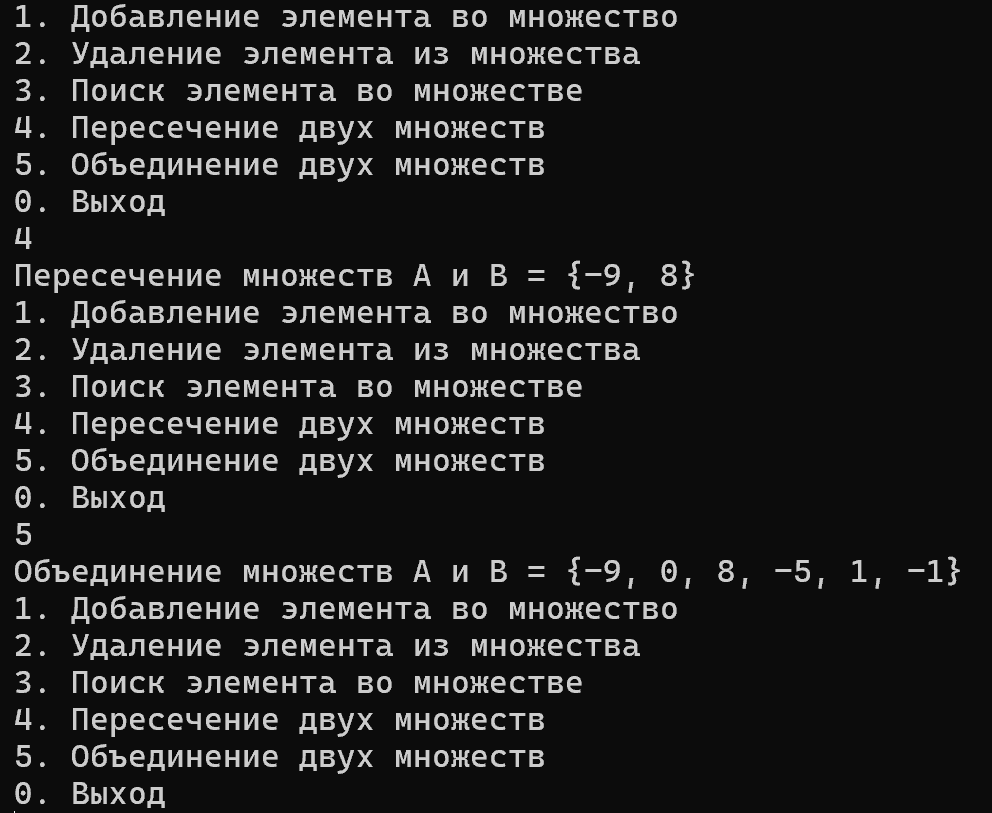 1. Добавление элемента во множество
2. Удаление элемента из множества
3. Поиск элемента во множестве
4. Пересечение двух множеств
5. Объединение двух множеств
0. Выход
4
Пересечение множеств A и B = {-9, 8}
1. Добавление элемента во множество
2. Удаление элемента из множества
3. Поиск элемента во множестве
4. Пересечение двух множеств
5. Объединение двух множеств
0. Выход
5
Объединение множеств A и B = {-9, 0, 8, -5, 1, -1}
1. Добавление элемента во множество
2. Удаление элемента из множества
3. Поиск элемента во множестве
4. Пересечение двух множеств
5. Объединение двух множеств
0. Выход